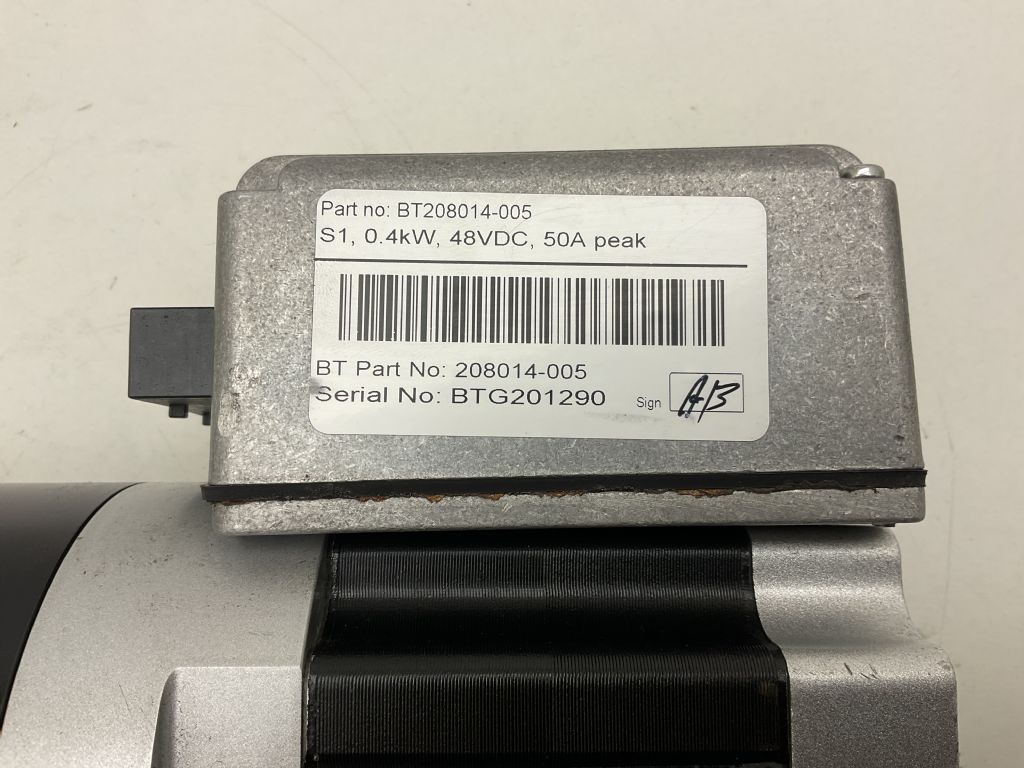 Part no: BT208014-005
S1, 0.4kW, 48VDC, 50A peak
BT Part No: 208014-005
Serial No: BTG201290
Sign AB